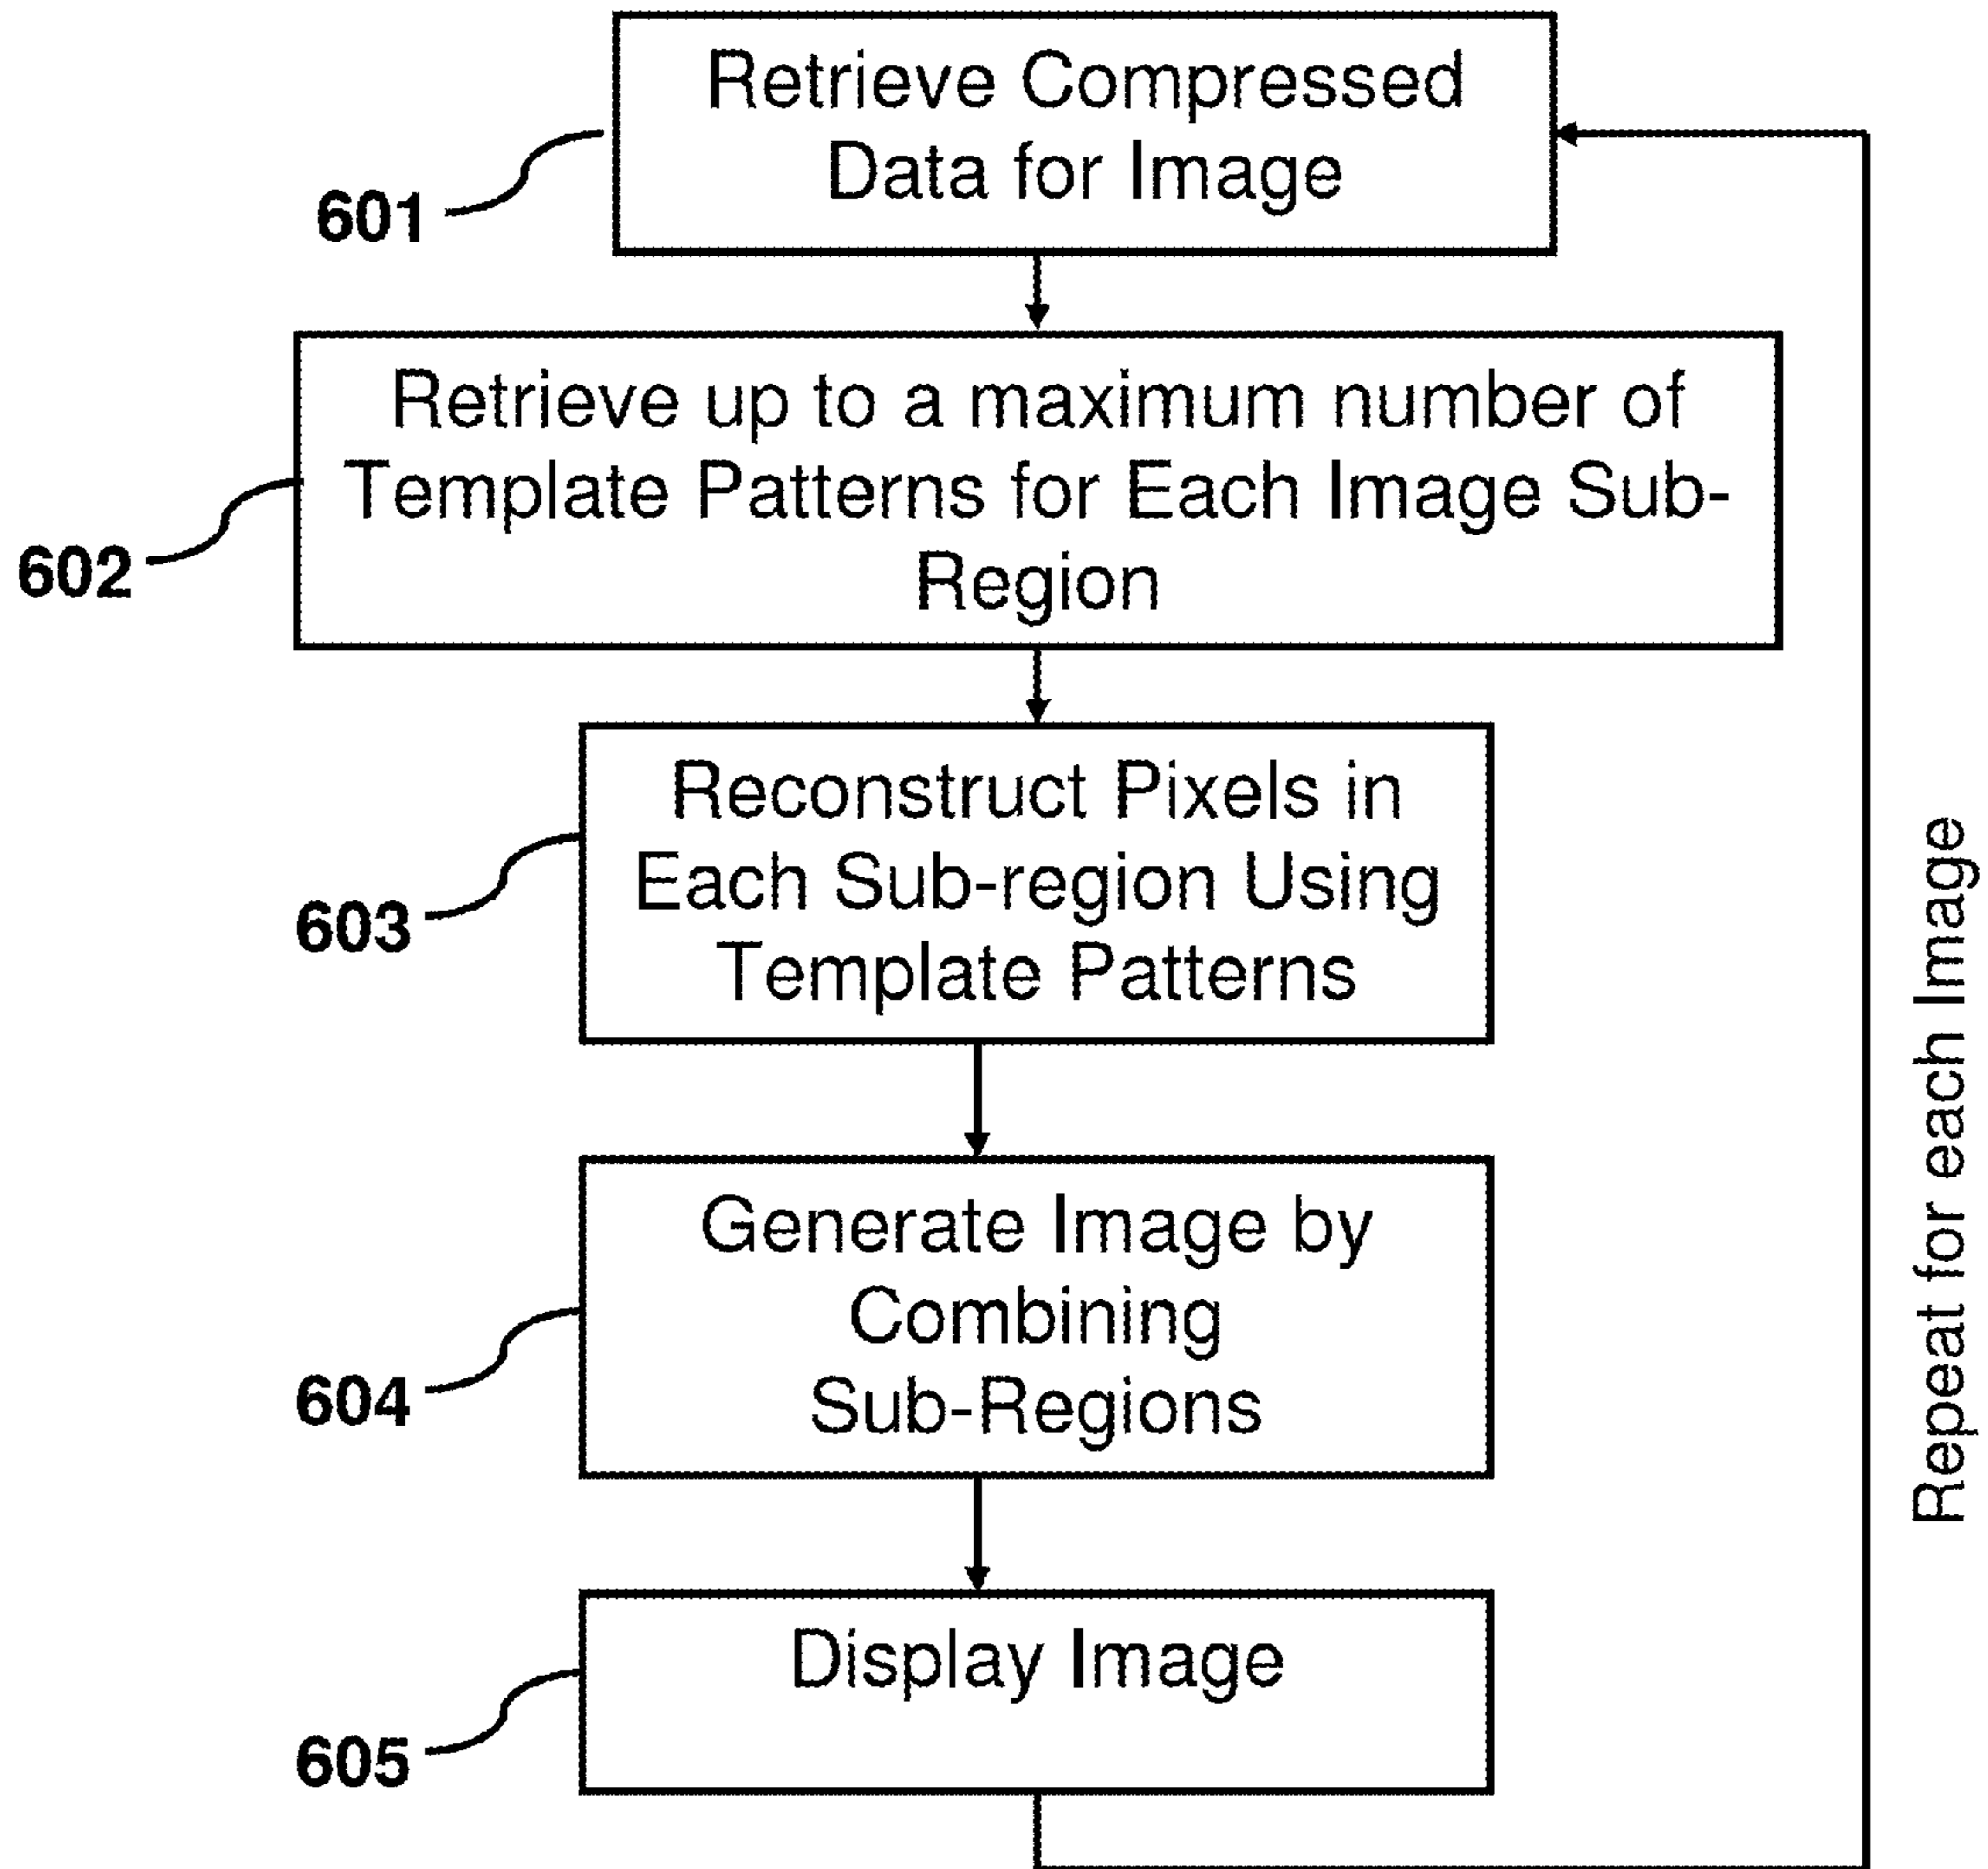 Retrieve Compressed
Data for Image
601
Retrieve up to a maximum number of
Template Patterns for Each Image Sub-
Region
602
Reconstruct Pixels in
Each Sub-region Using
Template Patterns
603
Generate Image by
Combining
Sub-Regions
604
Display Image
605
Repeat for each Image